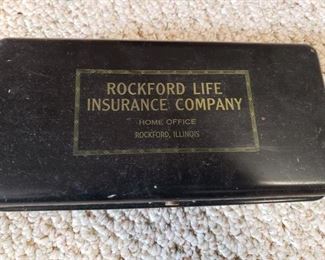 ROCKFORD LIFE
INSURANCE COMPANY
HOME OFFICE
ROCKFORD, ILLINOIS